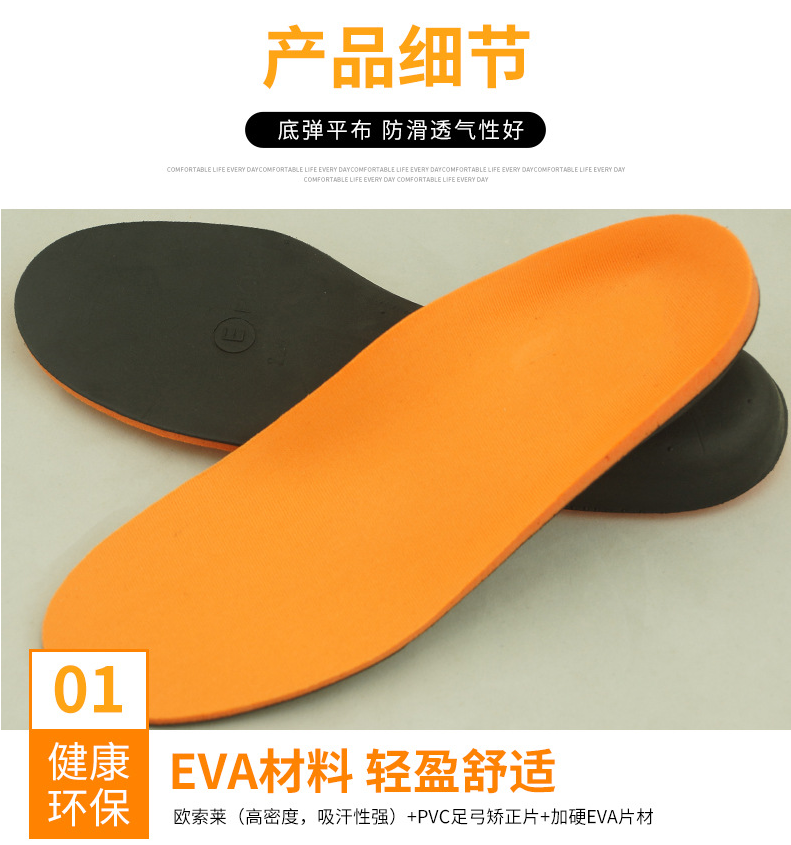 产品细节
底弹平布 防滑透气性好
COMFORTABLE LIFE EVERY DAYCOMFORTABLE LIFE EVERY DAYCOMFORTABLE LIFE EVERY DAYCOMFORTABLE LIFE EVERY DAYCOMFORTABLE LIFE EVERY DAY
COMFORTABLE LIFE EVERY DAY COMFORTABLE LIFE EVERY DAY
E
01
健康
环保
EVA材料 轻盈舒适
欧索莱（高密度，吸汗性强）+PVC足弓矫正片+加硬EVA片材